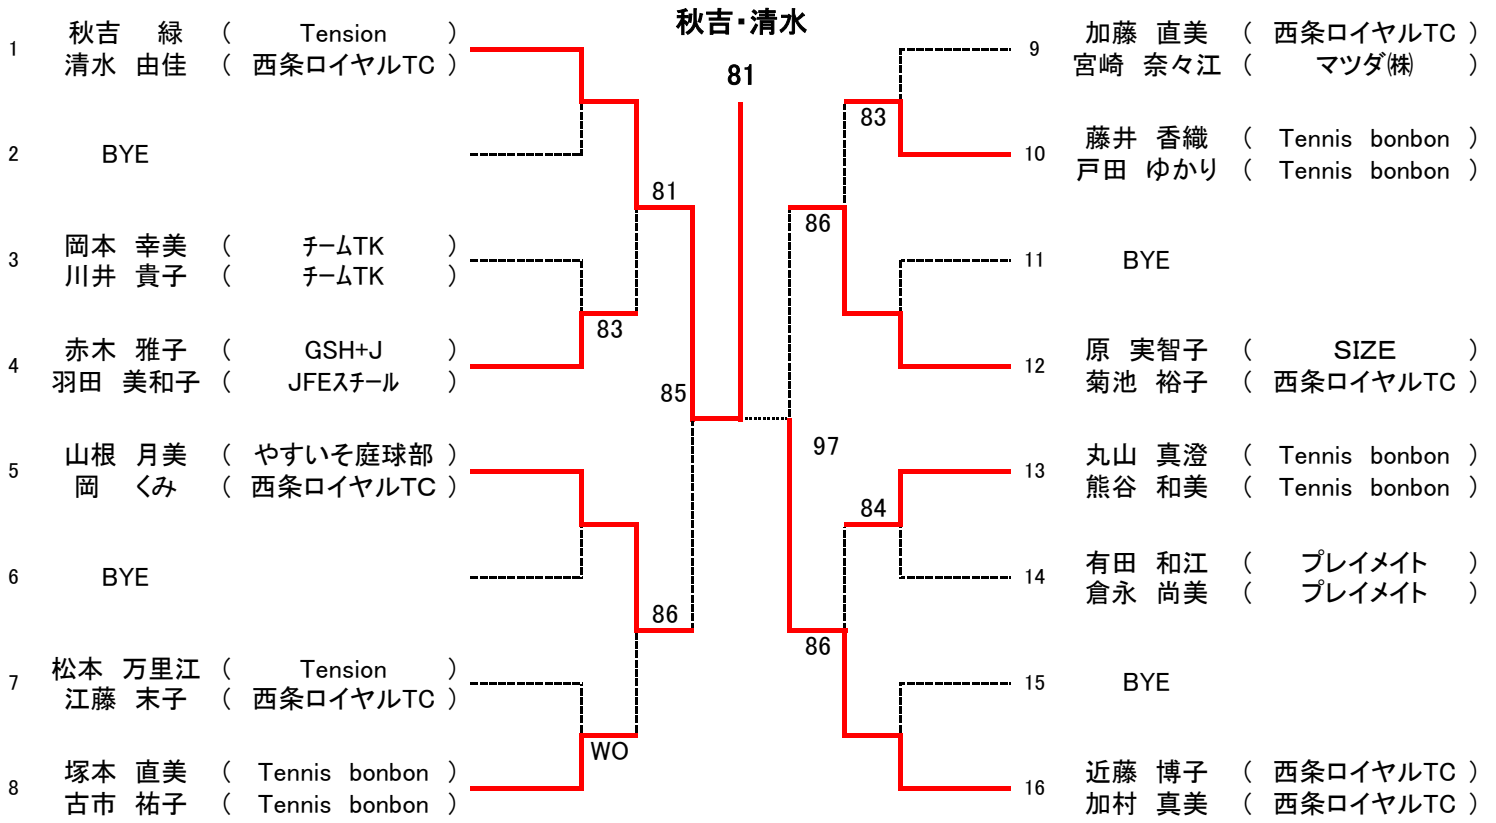 秋吉・清水
81
1 秋吉 緑 ( Tension )
清水 由佳 ( 西条ロイヤルTC )
2 BYE
3 岡本 幸美 ( チームTK )
川井 貴子 ( チームTK )
4 赤木 雅子 ( GSH+J )
羽田 美和子 ( JFEスチール )
5 山根 月美 ( やすいそ庭球部 )
岡 くみ ( 西条ロイヤルTC )
6 BYE
7 松本 万里江 ( Tension )
江藤 末子 ( 西条ロイヤルTC )
8 塚本 直美 ( Tennis bonbon )
古市 祐子 ( Tennis bonbon )
81
83
85
86
WO
83
86
97
84
86
9 加藤 直美 ( 西条ロイヤルTC )
宮崎 奈々江 ( マツダ㈱ )
10 藤井 香織 ( Tennis bonbon )
戸田 ゆかり ( Tennis bonbon )
11 BYE
12 原 実智子 ( SIZE )
菊池 裕子 ( 西条ロイヤルTC )
13 丸山 真澄 ( Tennis bonbon )
熊谷 和美 ( Tennis bonbon )
14 有田 和江 ( プレイメイト )
倉永 尚美 ( プレイメイト )
15 BYE
16 近藤 博子 ( 西条ロイヤルTC )
加村 真美 ( 西条ロイヤルTC )